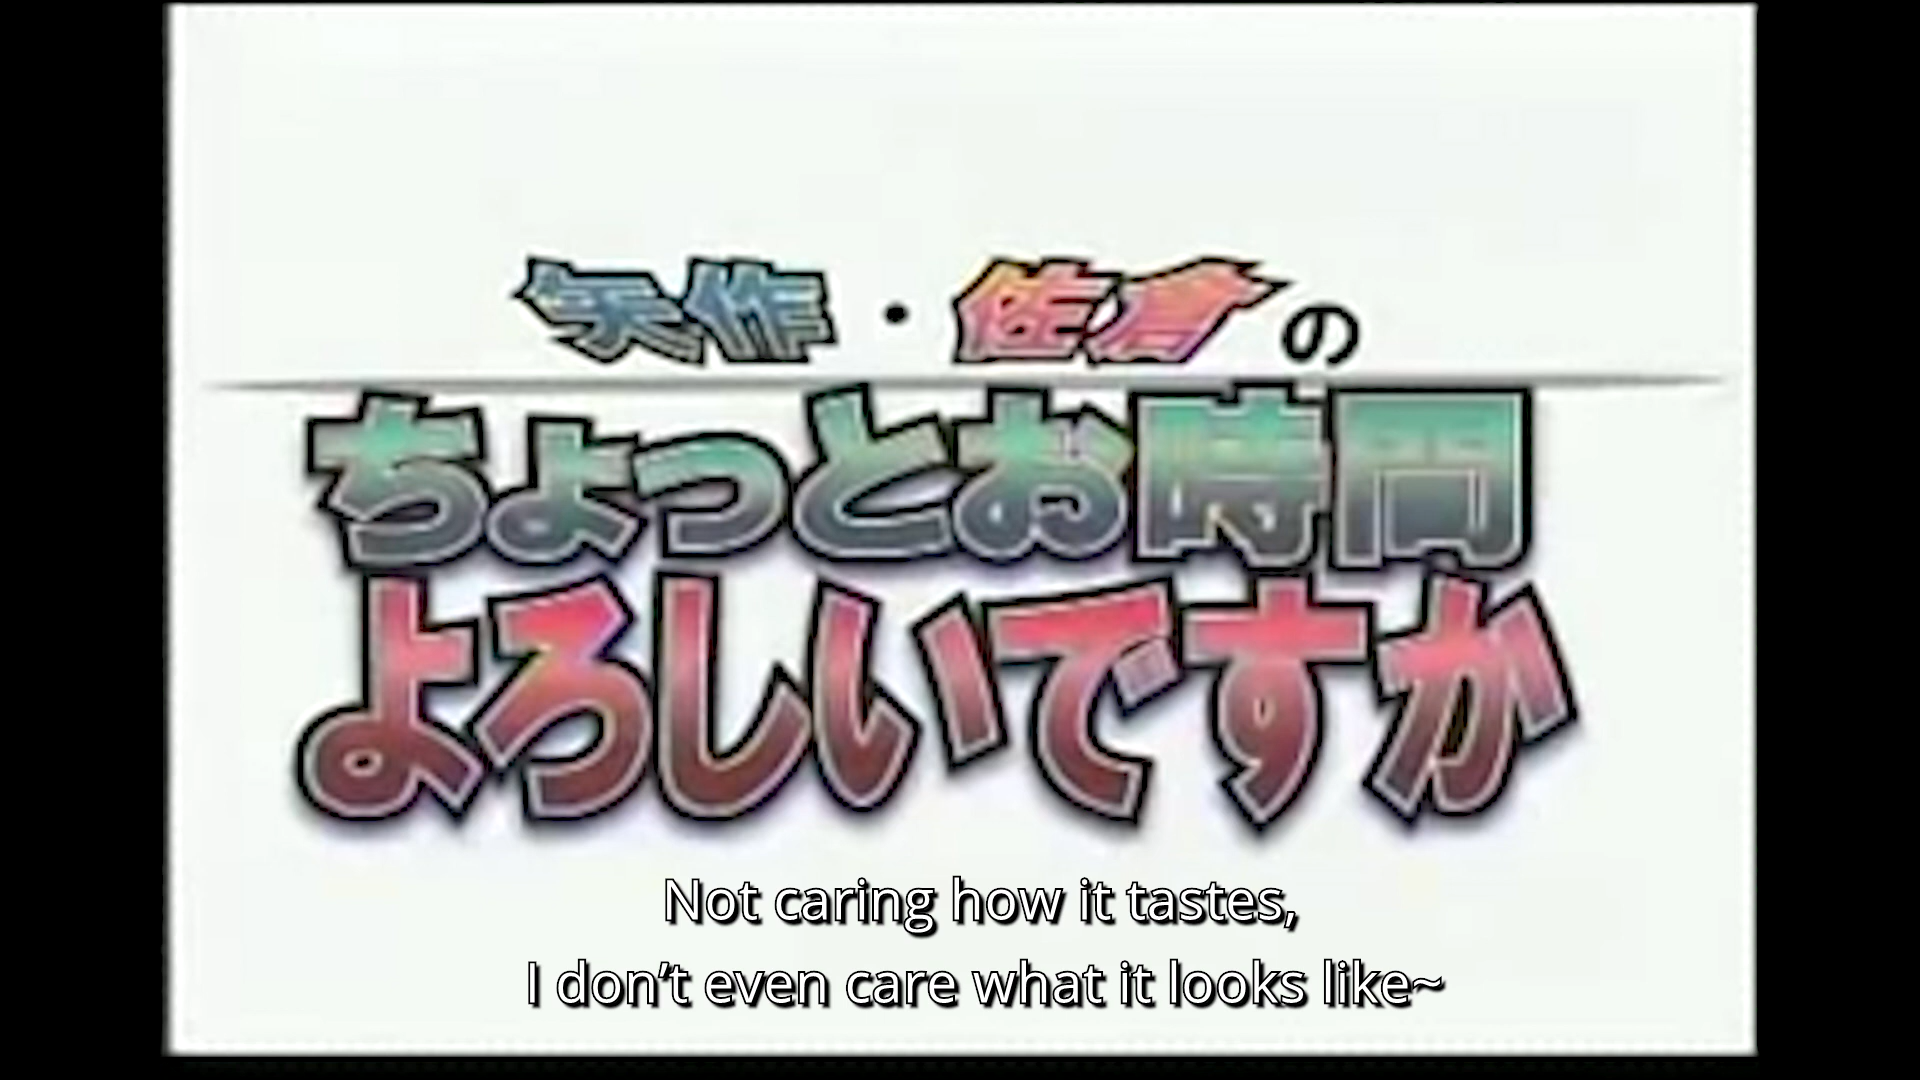 矢作・佐倉の
ちょっとお時間
よろしいですか
Not caring how it tastes,
I don't even care what it looks like~